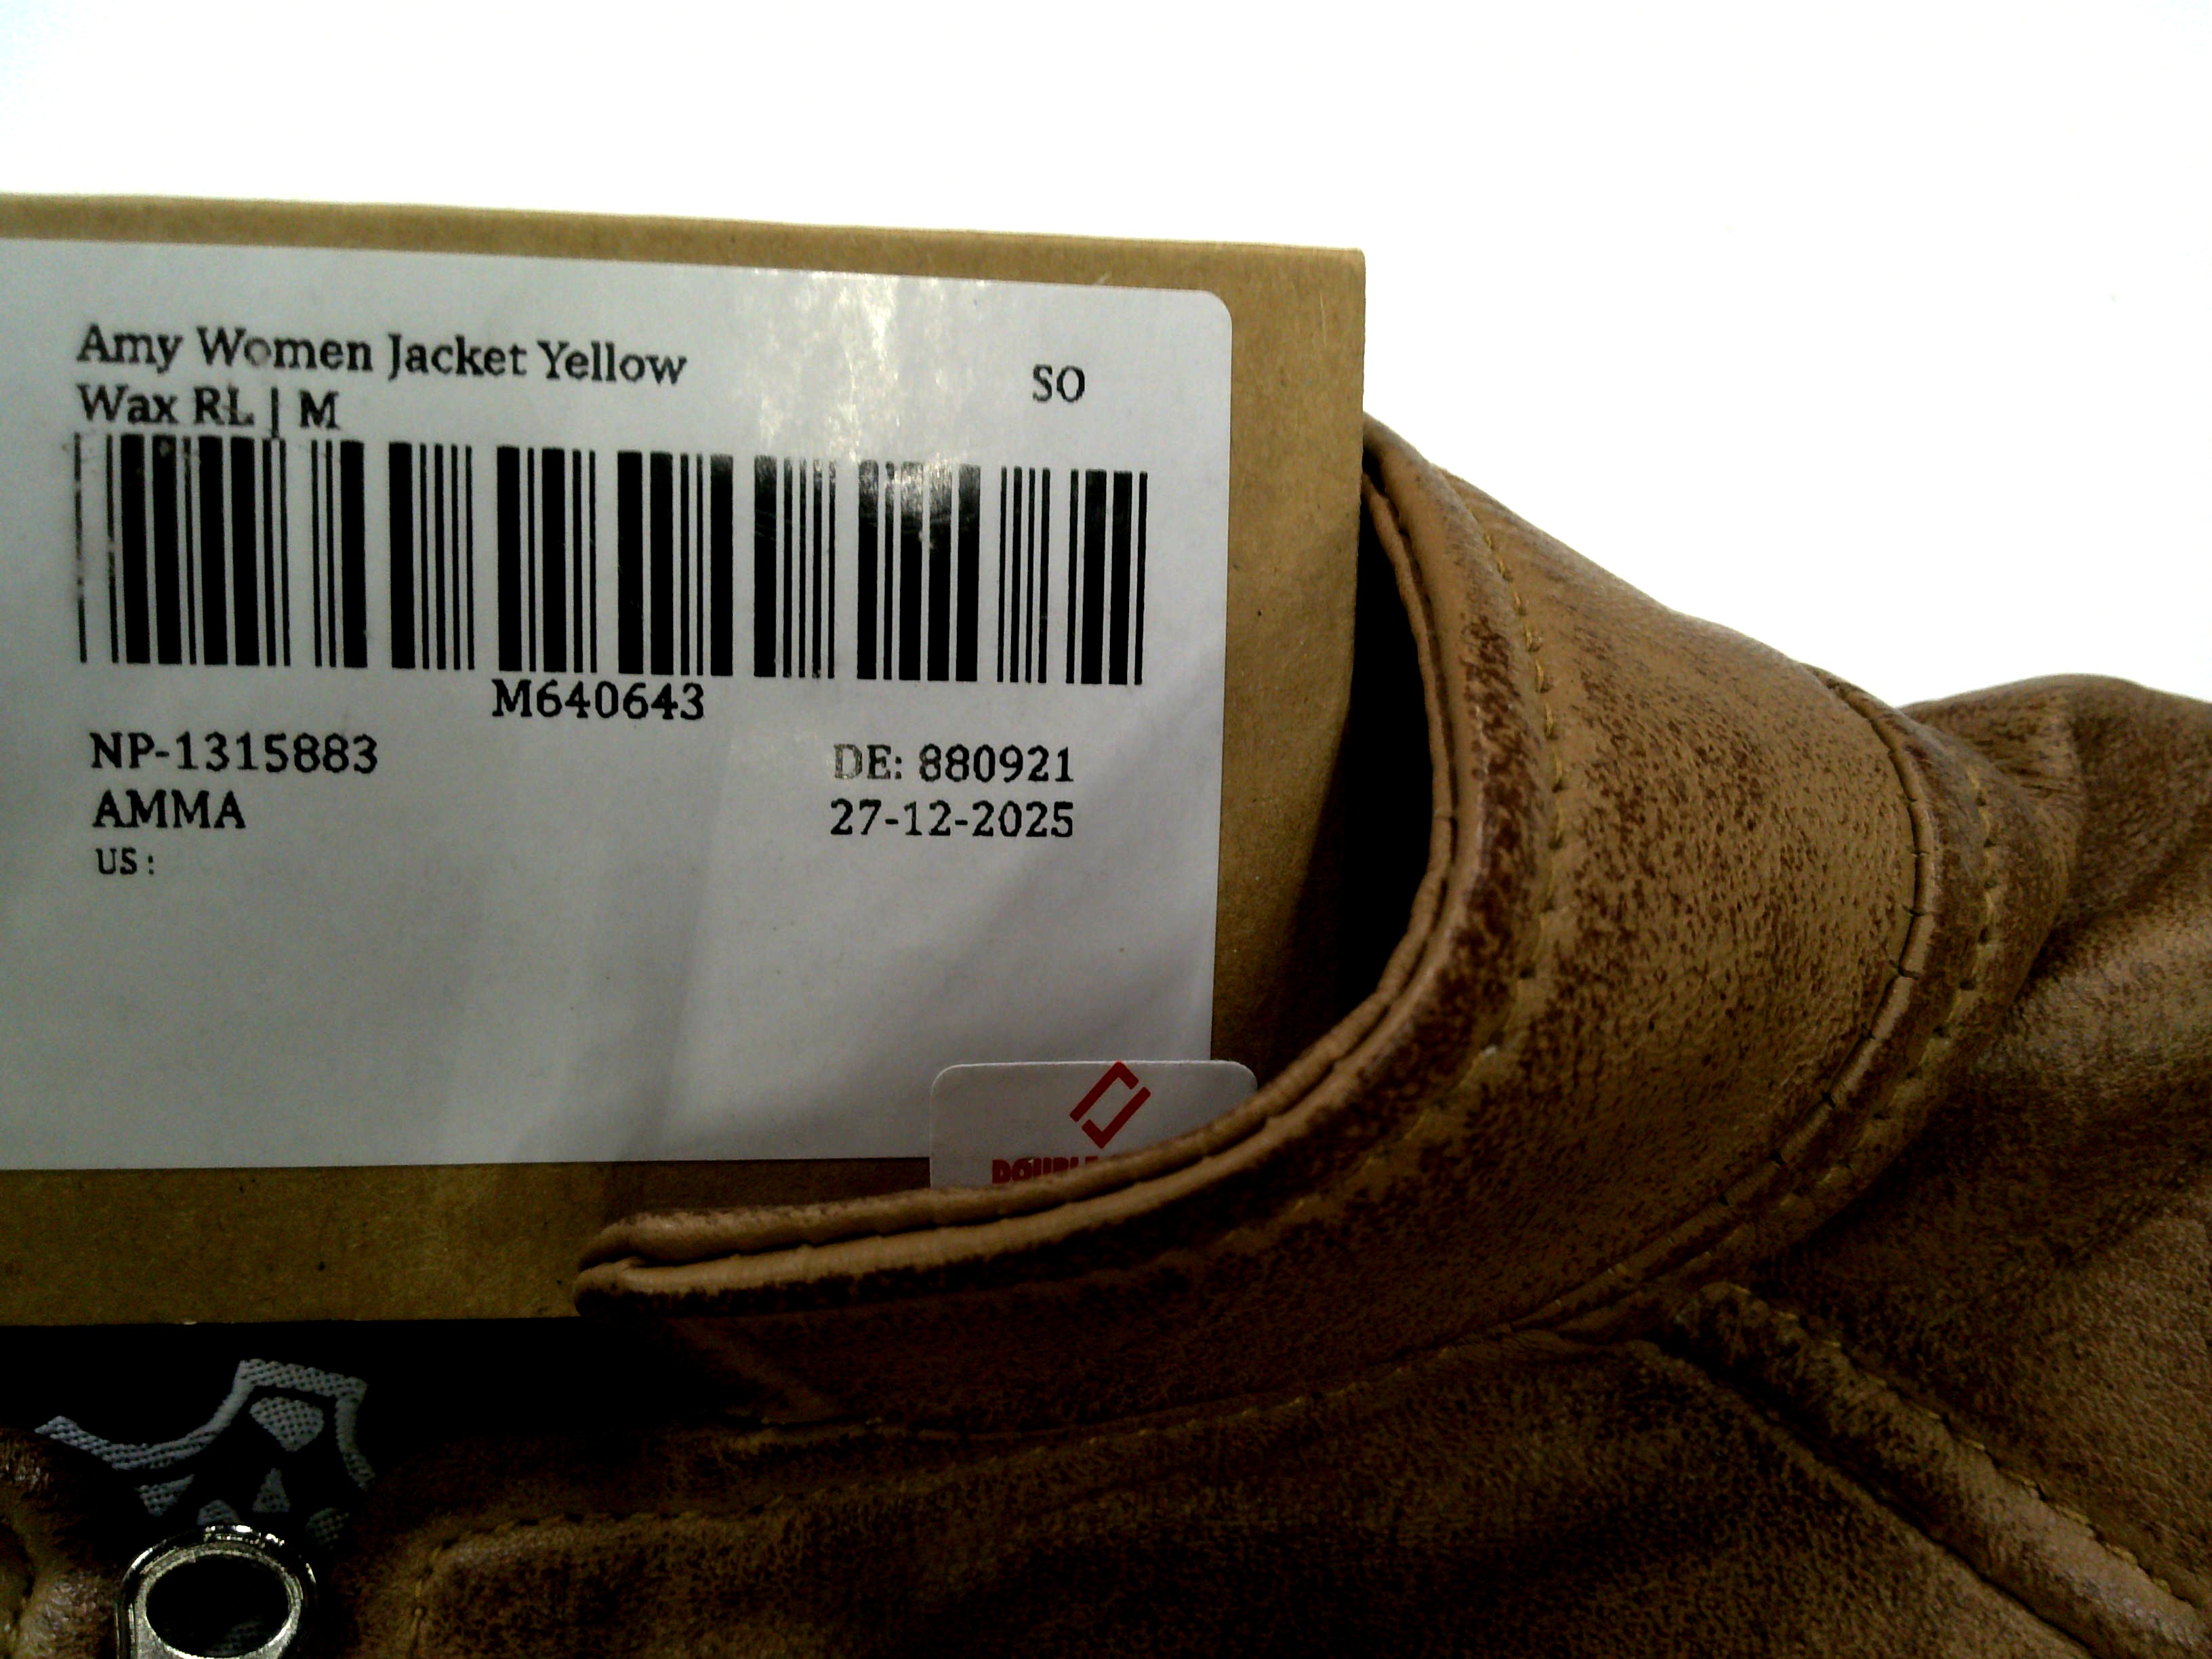 Amy Women Jacket Yellow
Wax RL | M
SO
M640643
NP-1315883
DE: 880921
AMMA
27-12-2025
US :